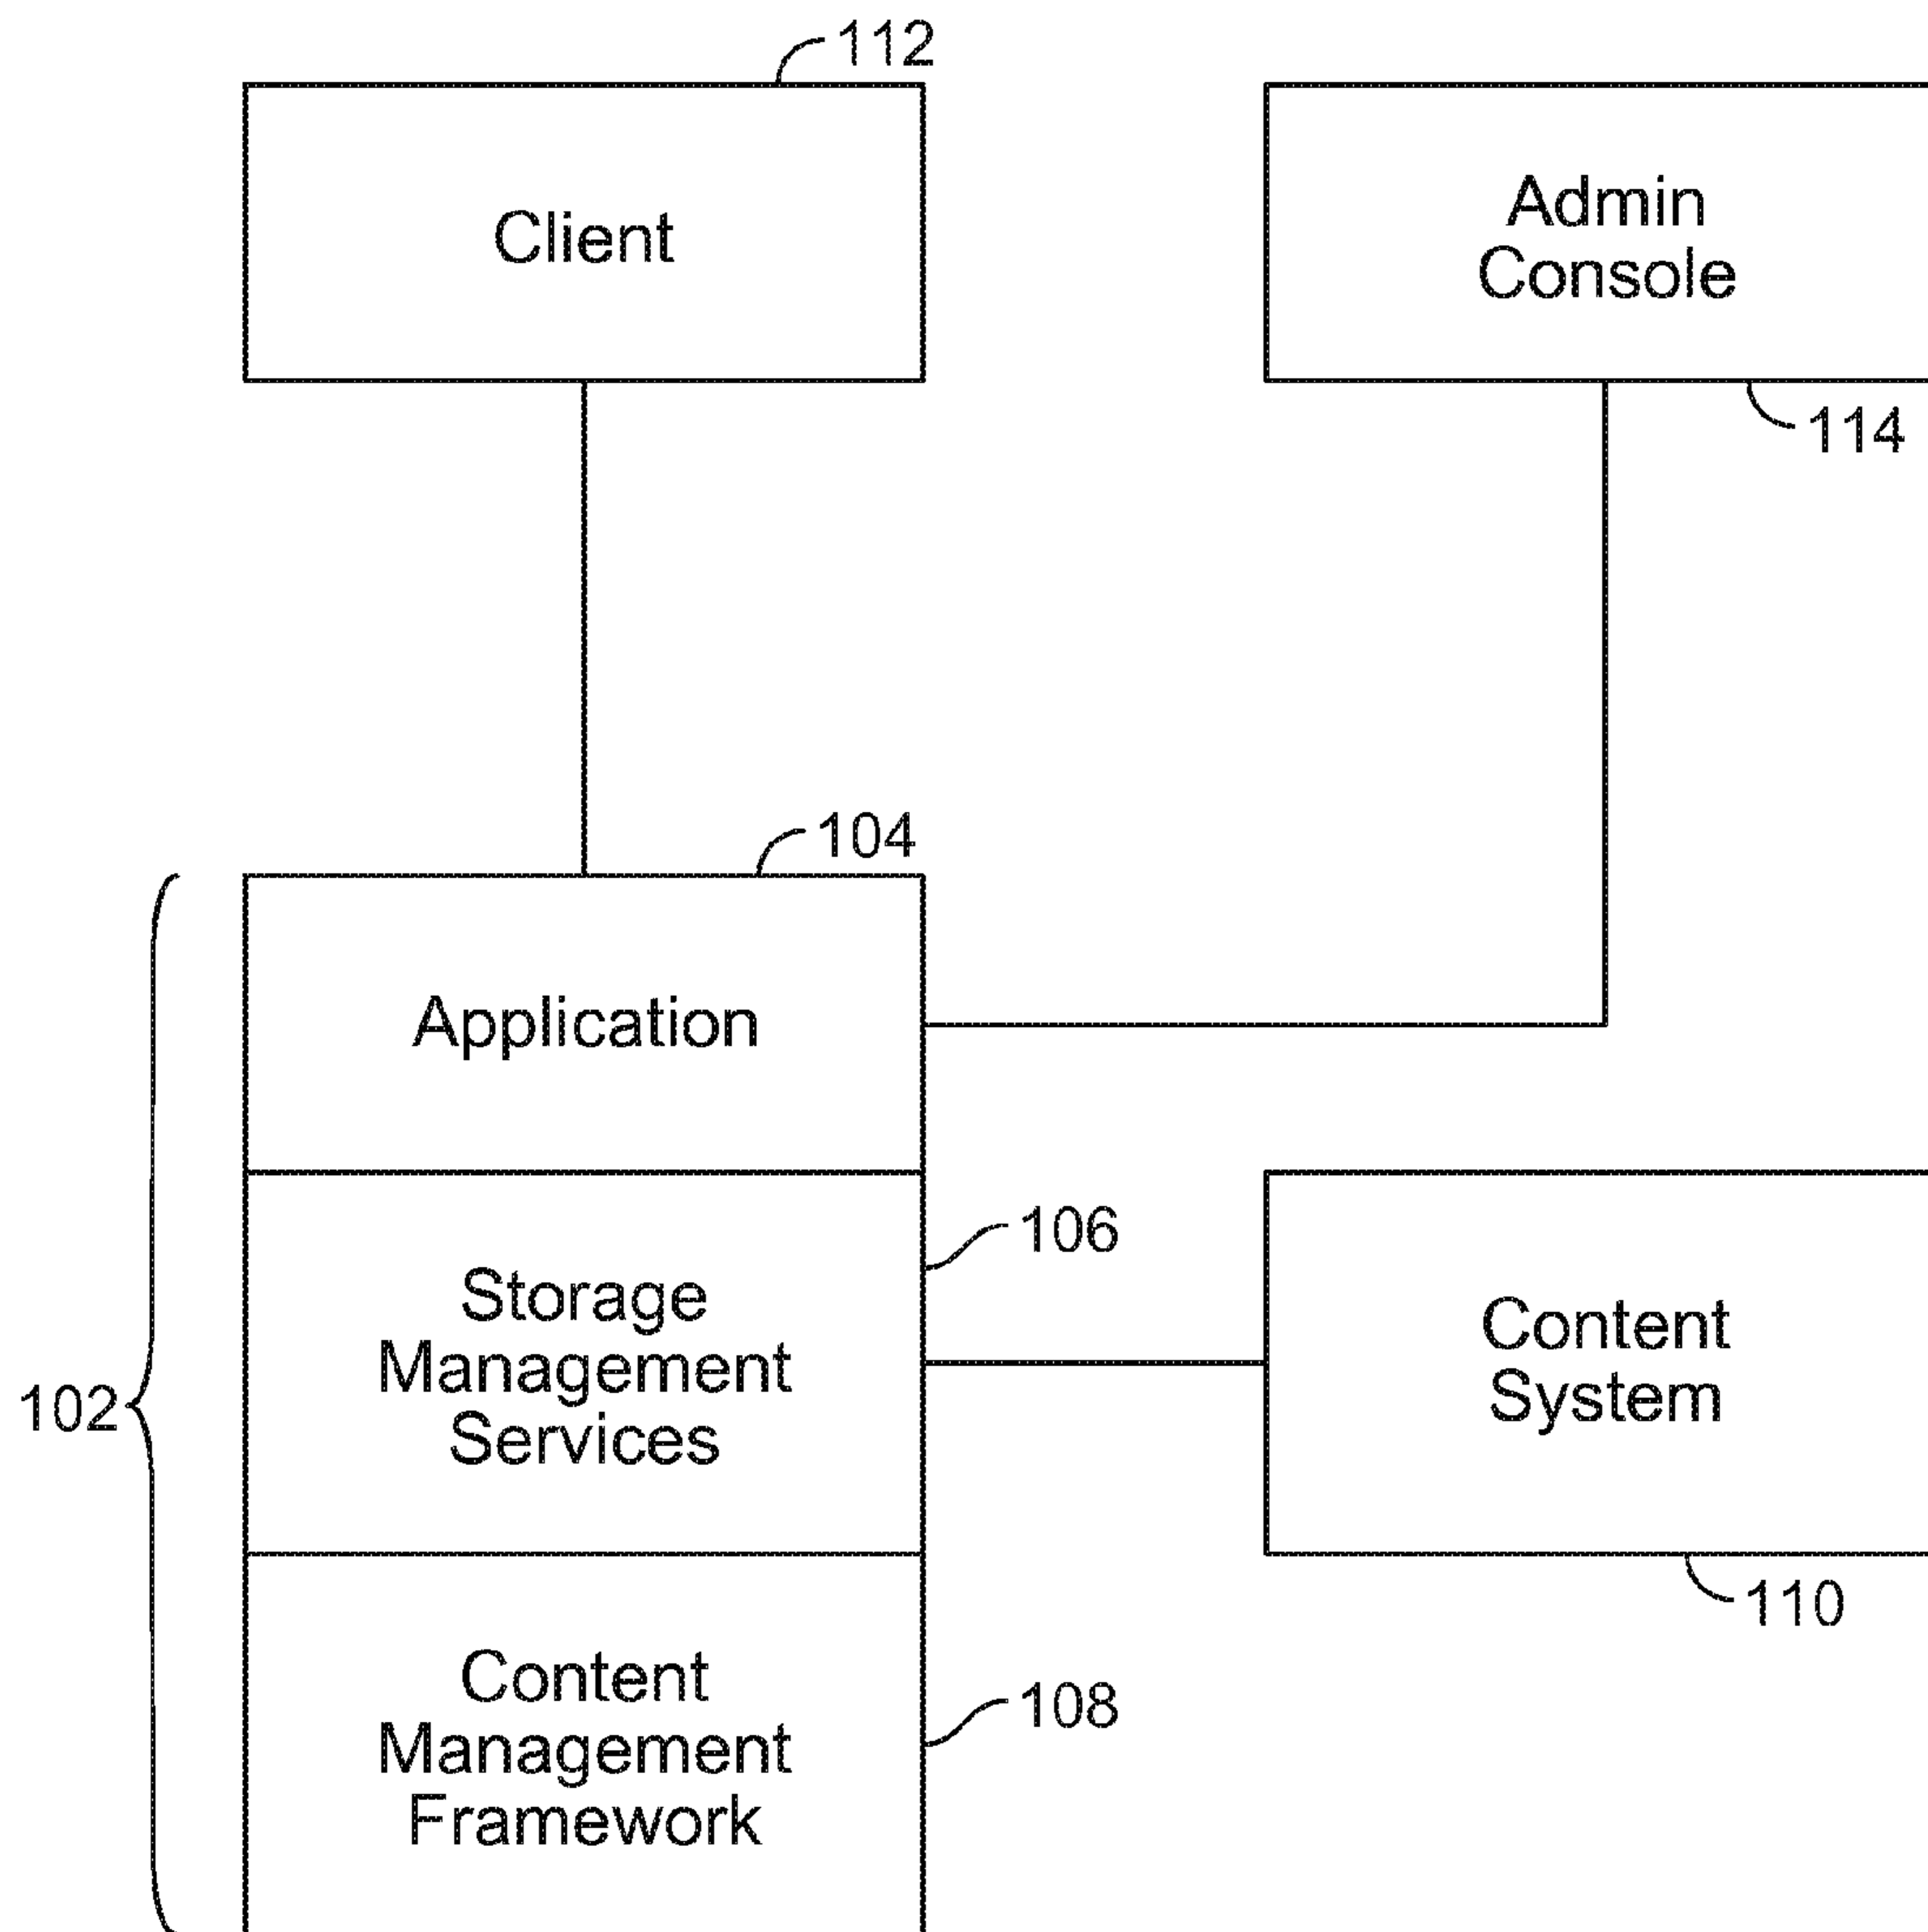 112
Client
Admin
Console
114
104
Application
106
Storage
Management
Services
Content
System
102
110
Content
Management
Framework
108